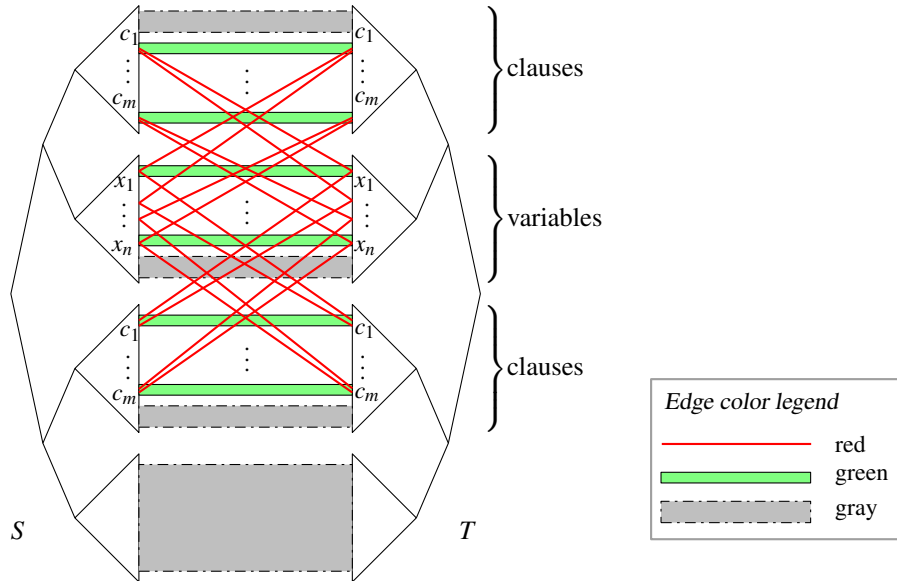 c1 c1
⋮ ⋮ ⋮ clauses
cm cm
x1 x1
⋮ ⋮ ⋮ variables
xn xn
c1 c1
⋮ ⋮ ⋮ clauses
cm cm
Edge color legend
red
green
gray
S T